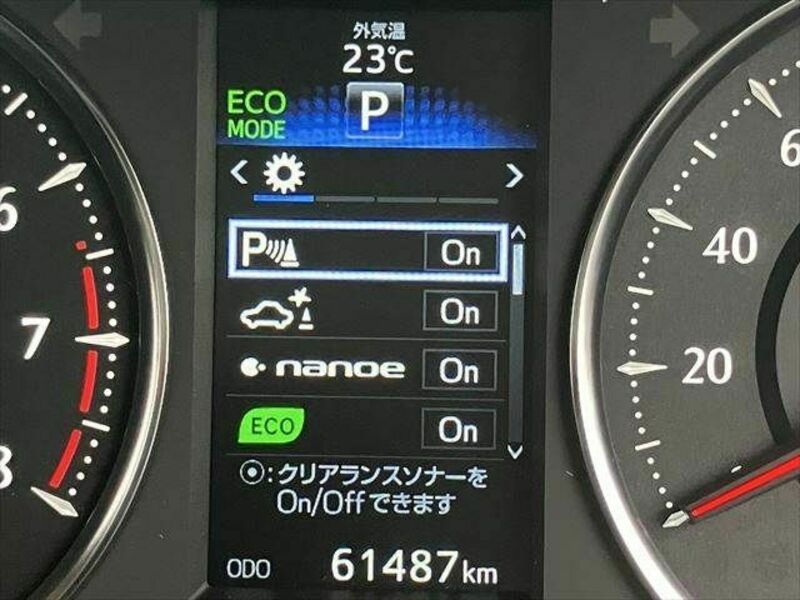 外気温
23℃
ECO
MODE
P
P On
On
nanoe On
ECO On
⦿:クリアランスソナーを
On/Offできます
ODO 61487km
6
7
8
6
40
20